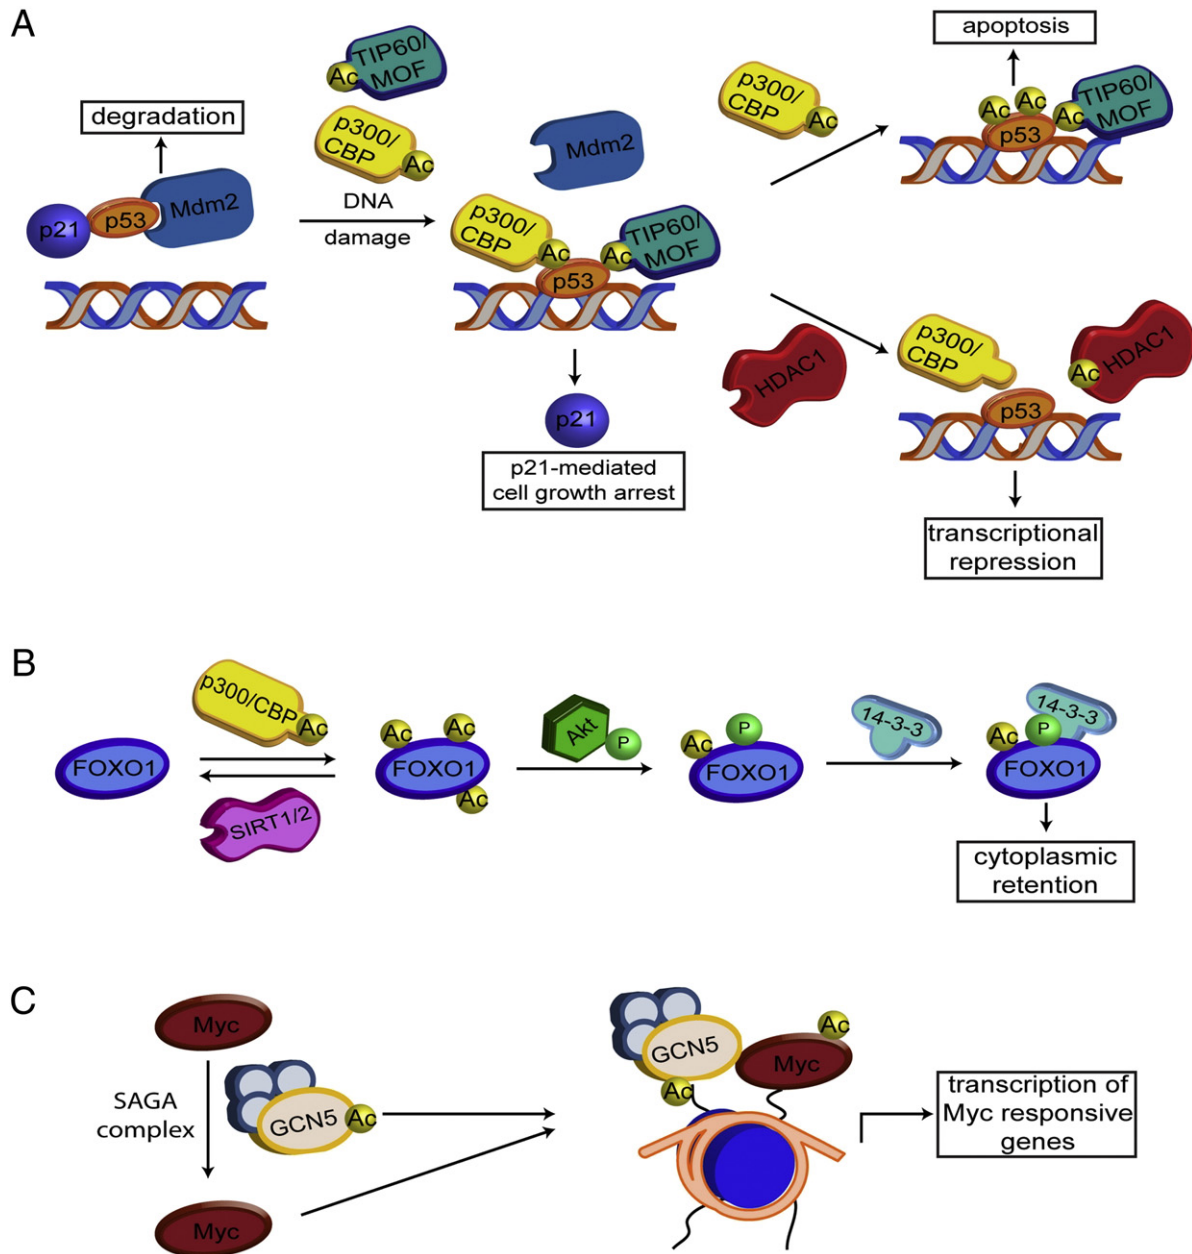 A
degradation
p21
p53
Mdm2
TIP60/
MOF
Ac
p300/
CBP
Ac
DNA
damage
Mdm2
p300/
CBP
Ac
Ac
TIP60/
MOF
p53
p21
p21-mediated
cell growth arrest
p300/
CBP
Ac
apoptosis
Ac
Ac
Ac
TIP60/
MOF
p53
HDAC1
p300/
CBP
Ac
HDAC1
p53
transcriptional
repression
B
FOXO1
p300/CBP
Ac
SIRT1/2
Ac
Ac
FOXO1
Ac
Akt
P
Ac
P
FOXO1
14-3-3
14-3-3
Ac
P
FOXO1
cytoplasmic
retention
C
Myc
SAGA
complex
GCN5
Ac
Myc
GCN5
Ac
Ac
Myc
transcription of
Myc responsive
genes